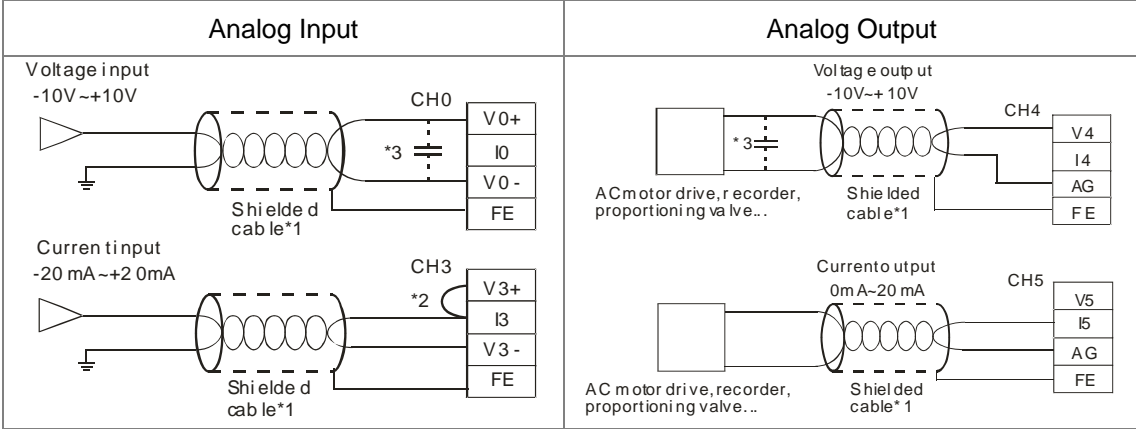 Analog Input
Analog Output
Voltage input
-10V~+10V
CH0
V0+
I0
V0-
FE
*3
Shielded
cable*1
Current input
-20 mA~+20mA
CH3
V3+
I3
V3-
FE
*2
Shielded
cable*1
Voltage output
-10V~+10V
CH4
V4
I4
AG
FE
*3
AC motor drive, recorder,
proportioning valve...
Shielded
cable*1
Current output
0mA~20 mA
CH5
V5
I5
AG
FE
AC motor drive, recorder,
proportioning valve...
Shielded
cable*1